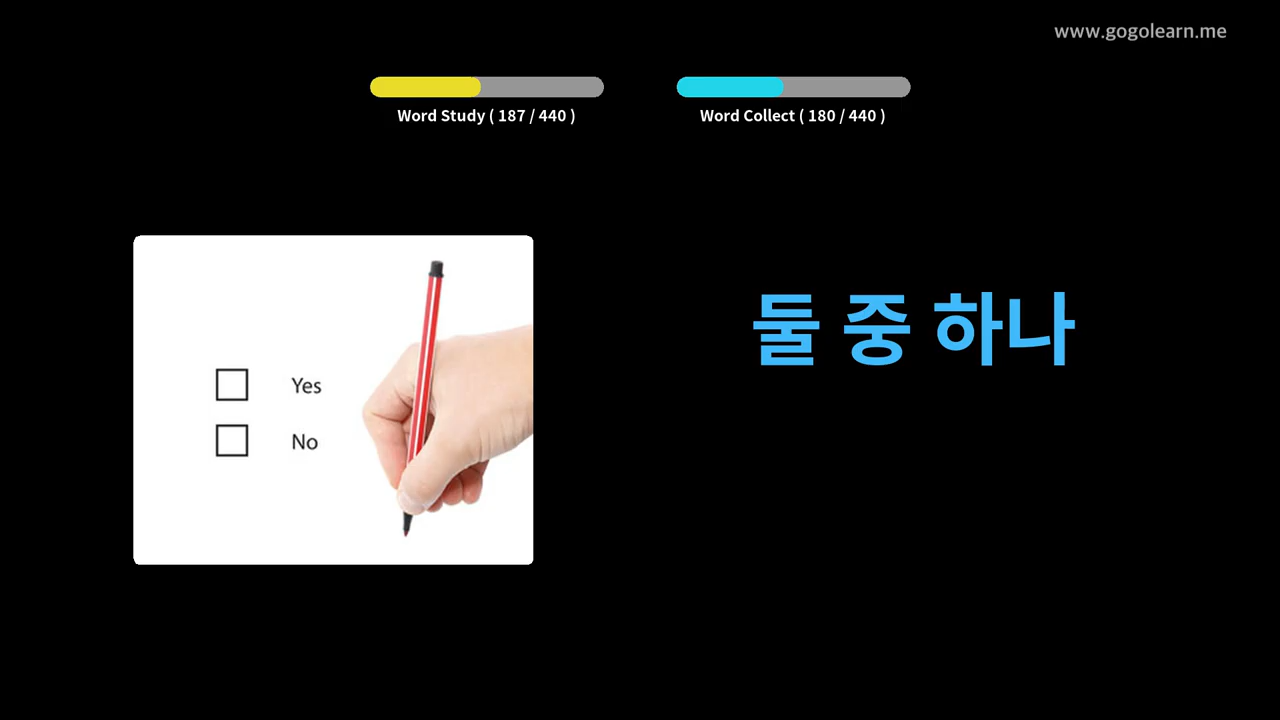 www.gogolearn.me
Word Study ( 187 / 440 )
Word Collect ( 180 / 440 )
Yes
No
둘 중 하나